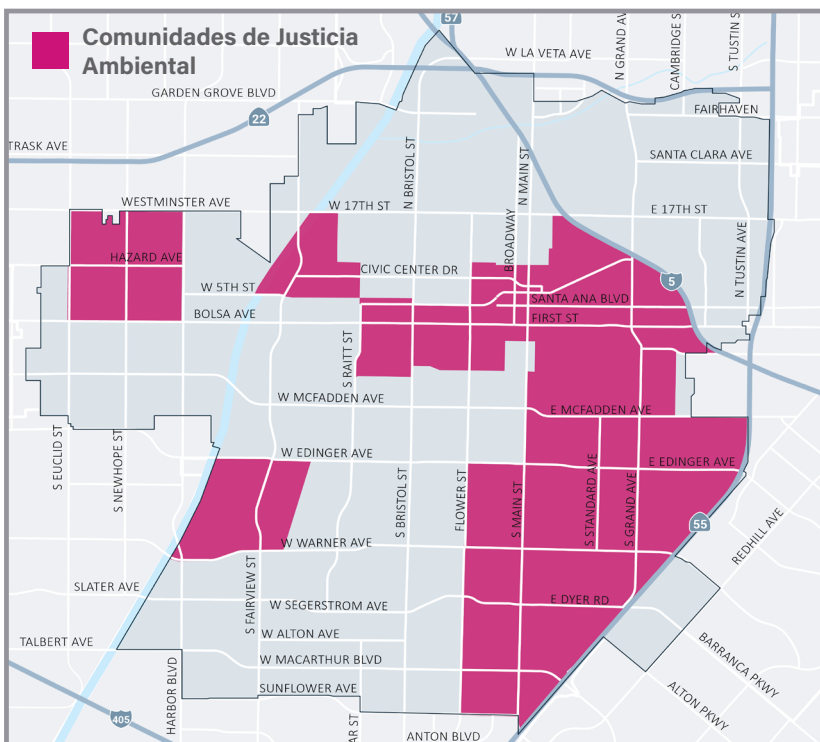 Comunidades de Justicia
Ambiental
57
W LA VETA AVE
N GRAND AV
CAMBRIDGE S
S TUSTIN S
GARDEN GROVE BLVD
22
FAIRHAVEN
TRASK AVE
SANTA CLARA AVE
N BRISTOL ST
N MAIN ST
WESTMINSTER AVE
W 17TH ST
E 17TH ST
BROADWAY
N TUSTIN AVE
HAZARD AVE
CIVIC CENTER DR
5
W 5TH ST
SANTA ANA BLVD
BOLSA AVE
FIRST ST
S RAITT ST
W MCFADDEN AVE
E MCFADDEN AVE
S EUCLID ST
S NEWHOPE ST
W EDINGER AVE
E EDINGER AVE
S BRISTOL ST
FLOWER ST
S MAIN ST
S STANDARD AVE
S GRAND AVE
55
REDHILL AVE
W WARNER AVE
S FAIRVIEW ST
SLATER AVE
W SEGERSTROM AVE
E DYER RD
TALBERT AVE
W ALTON AVE
W MACARTHUR BLVD
BARRANCA PKWY
HARBOR BLVD
SUNFLOWER AVE
ALTON PKWY
405
AR ST
ANTON BLVD